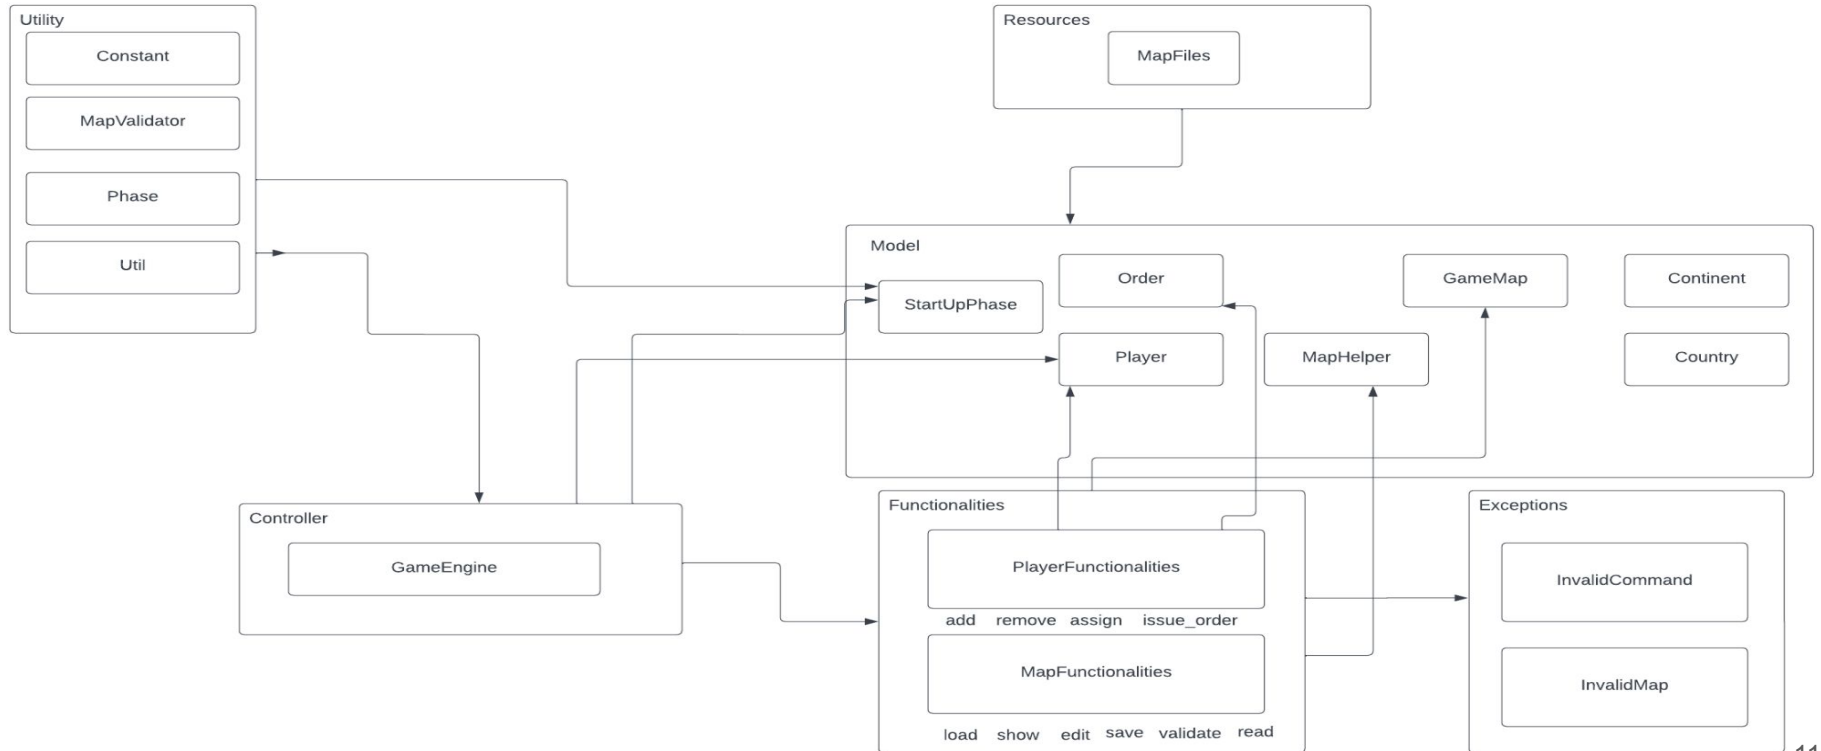 Utility
Constant
MapValidator
Phase
Util
Resources
MapFiles
Model
Order
GameMap
Continent
StartUpPhase
Player
MapHelper
Country
Controller
GameEngine
Functionalities
PlayerFunctionalities
add remove assign issue_order
MapFunctionalities
load show edit save validate read
Exceptions
InvalidCommand
InvalidMap